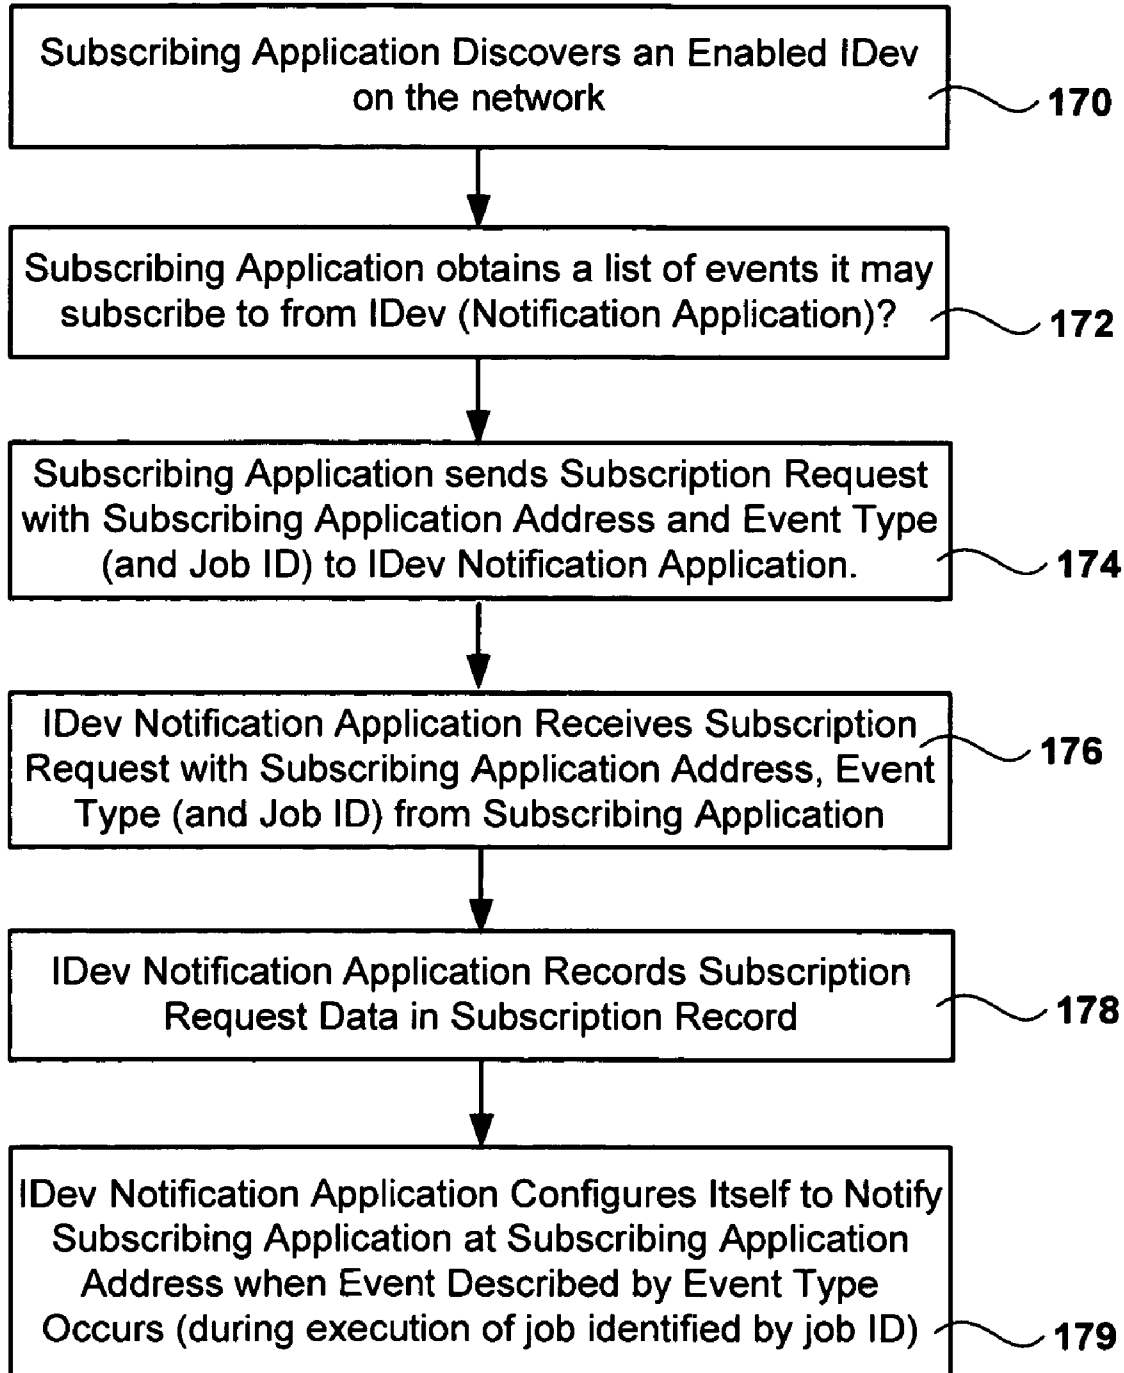 Subscribing Application Discovers an Enabled IDev
on the network
170
Subscribing Application obtains a list of events it may
subscribe to from IDev (Notification Application)?
172
Subscribing Application sends Subscription Request
with Subscribing Application Address and Event Type
(and Job ID) to IDev Notification Application.
174
IDev Notification Application Receives Subscription
Request with Subscribing Application Address, Event
Type (and Job ID) from Subscribing Application
176
IDev Notification Application Records Subscription
Request Data in Subscription Record
178
IDev Notification Application Configures Itself to Notify
Subscribing Application at Subscribing Application
Address when Event Described by Event Type
Occurs (during execution of job identified by job ID)
179